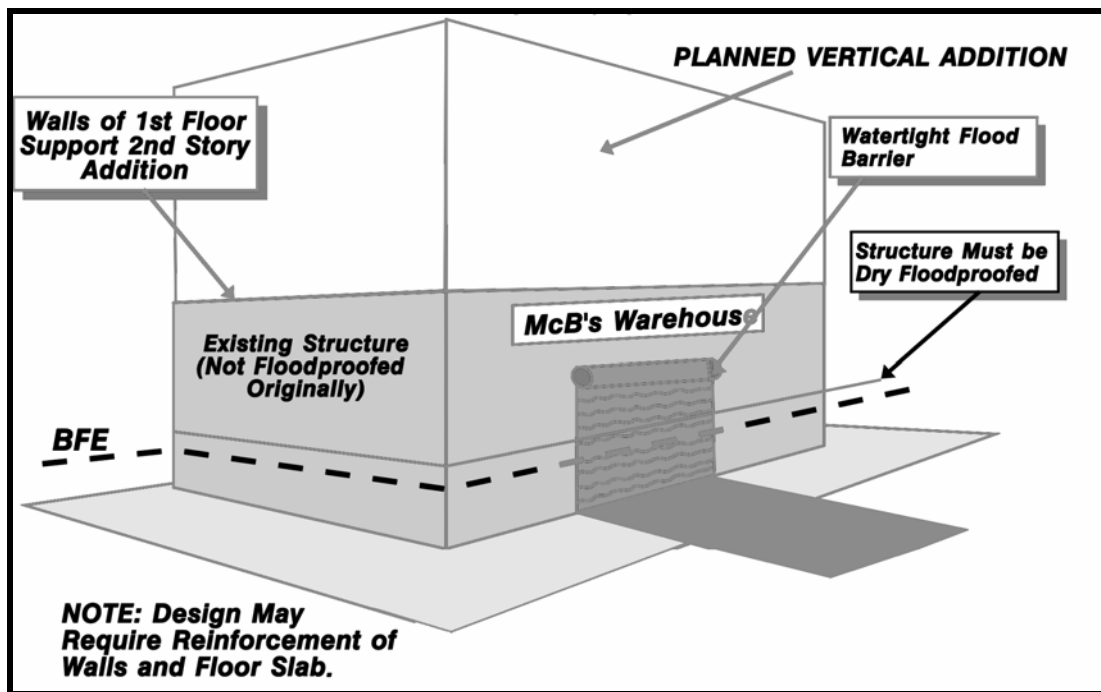 PLANNED VERTICAL ADDITION
Walls of 1st Floor
Support 2nd Story
Addition
Watertight Flood
Barrier
Structure Must be
Dry Floodproofed
McB's Warehouse
Existing Structure
(Not Floodproofed
Originally)
BFE
NOTE: Design May
Require Reinforcement of
Walls and Floor Slab.